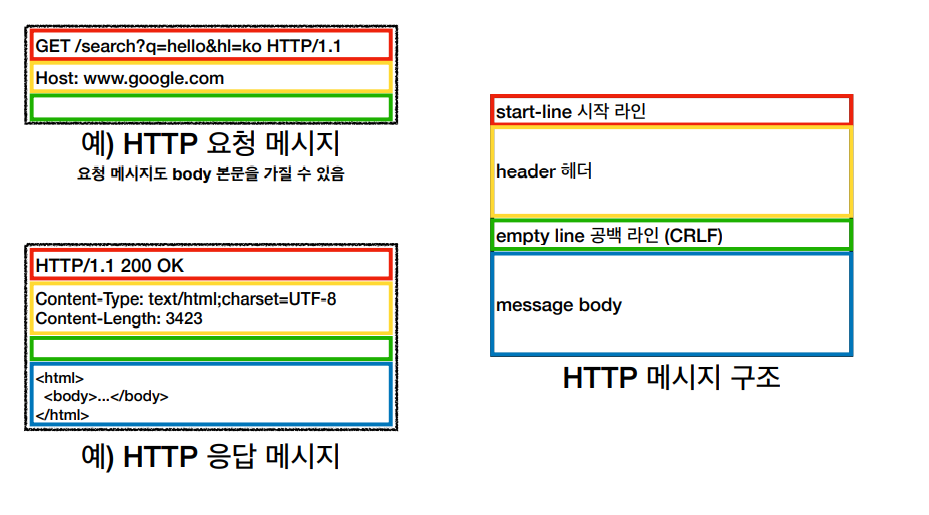 GET /search?q=hello&hl=ko HTTP/1.1
Host: www.google.com
예) HTTP 요청 메시지
요청 메시지도 body 본문을 가질 수 있음
HTTP/1.1 200 OK
Content-Type: text/html;charset=UTF-8
Content-Length: 3423
<html>
<body>...</body>
</html>
예) HTTP 응답 메시지
start-line 시작 라인
header 헤더
empty line 공백 라인 (CRLF)
message body
HTTP 메시지 구조